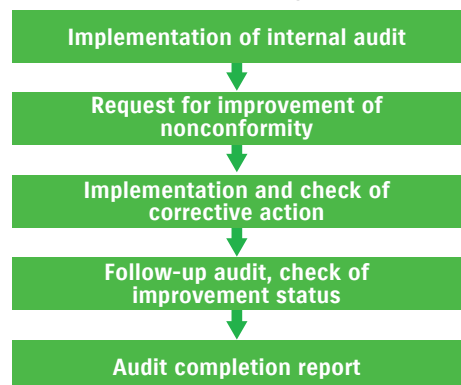 Implementation of internal audit
Request for improvement of
nonconformity
Implementation and check of
corrective action
Follow-up audit, check of
improvement status
Audit completion report